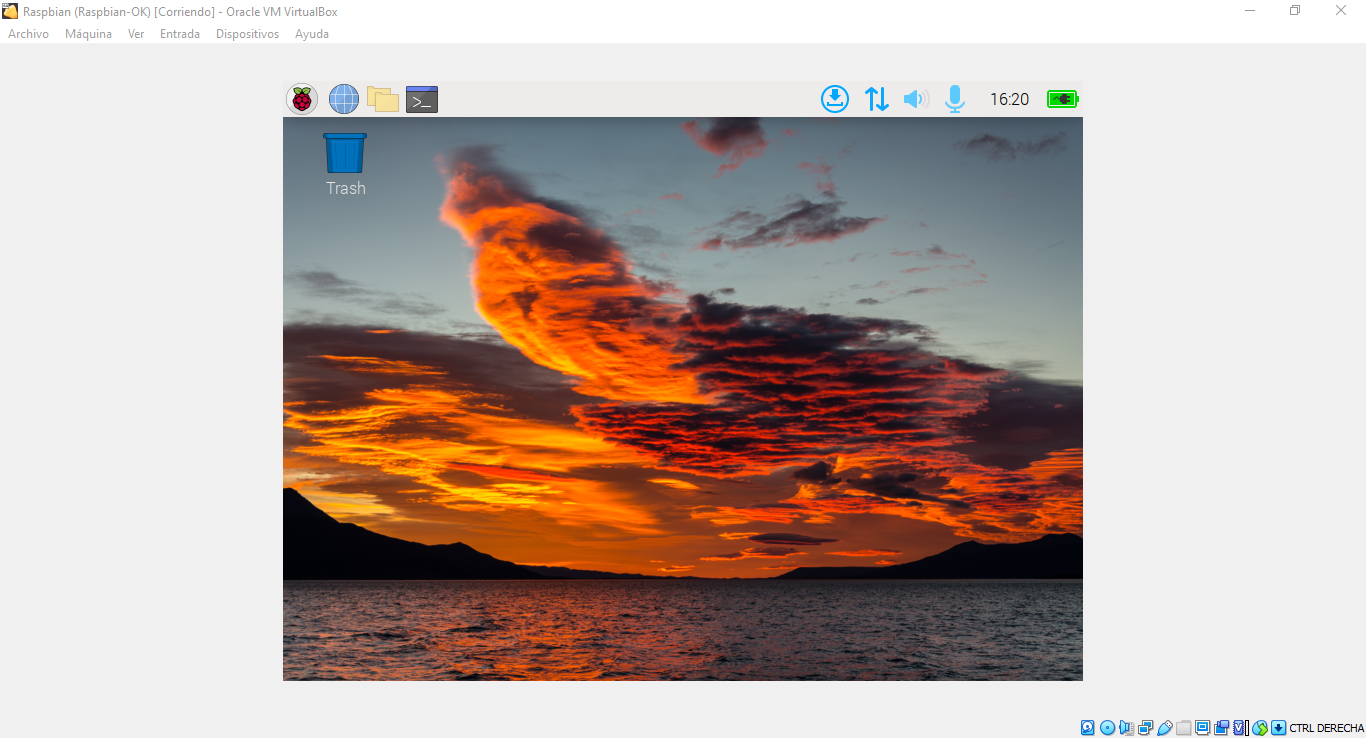 Raspbian (Raspbian-OK) [Corriendo] - Oracle VM VirtualBox
Archivo Máquina Ver Entrada Dispositivos Ayuda
>_ 16:20
Trash
CTRL DERECHA